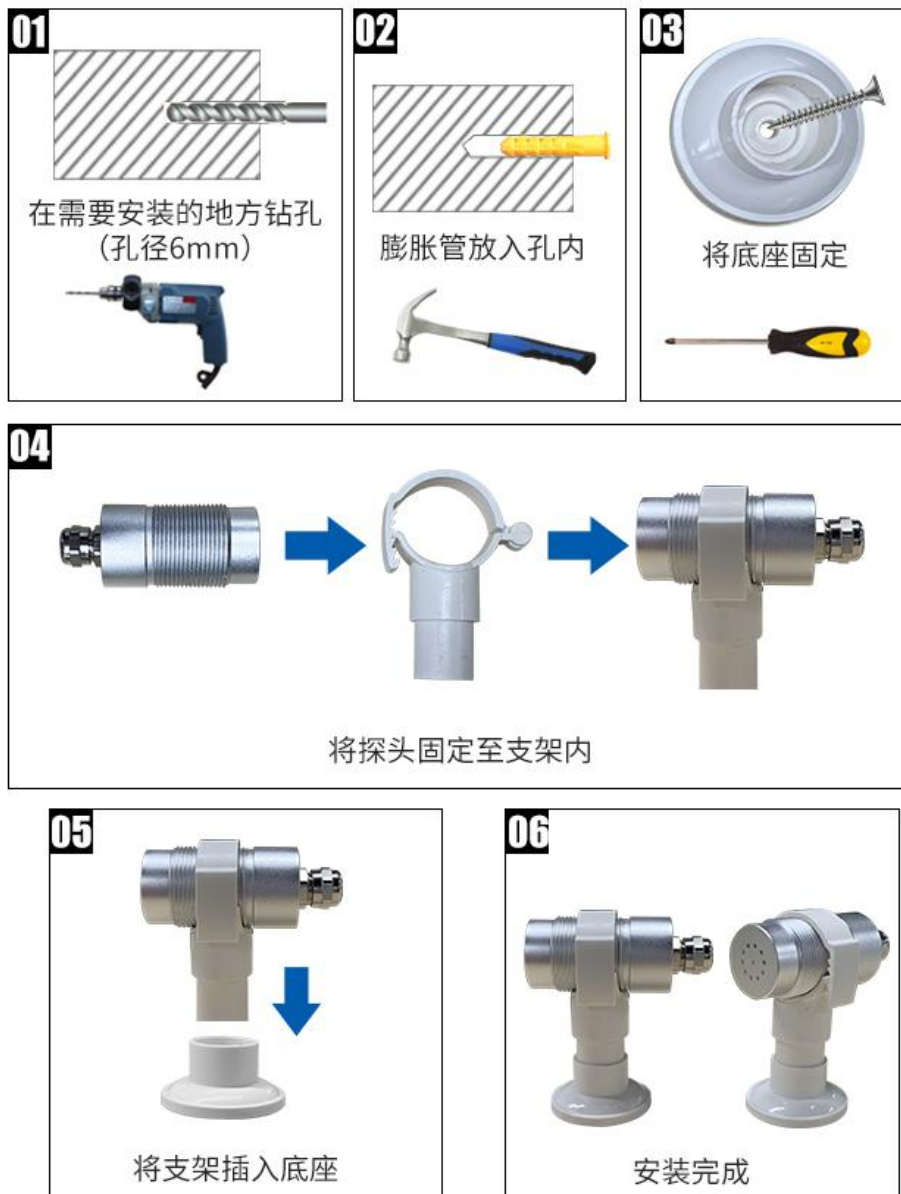 01
在需要安装的地方钻孔
（孔径6mm）
02
膨胀管放入孔内
03
将底座固定
04
将探头固定至支架内
05
将支架插入底座
06
安装完成